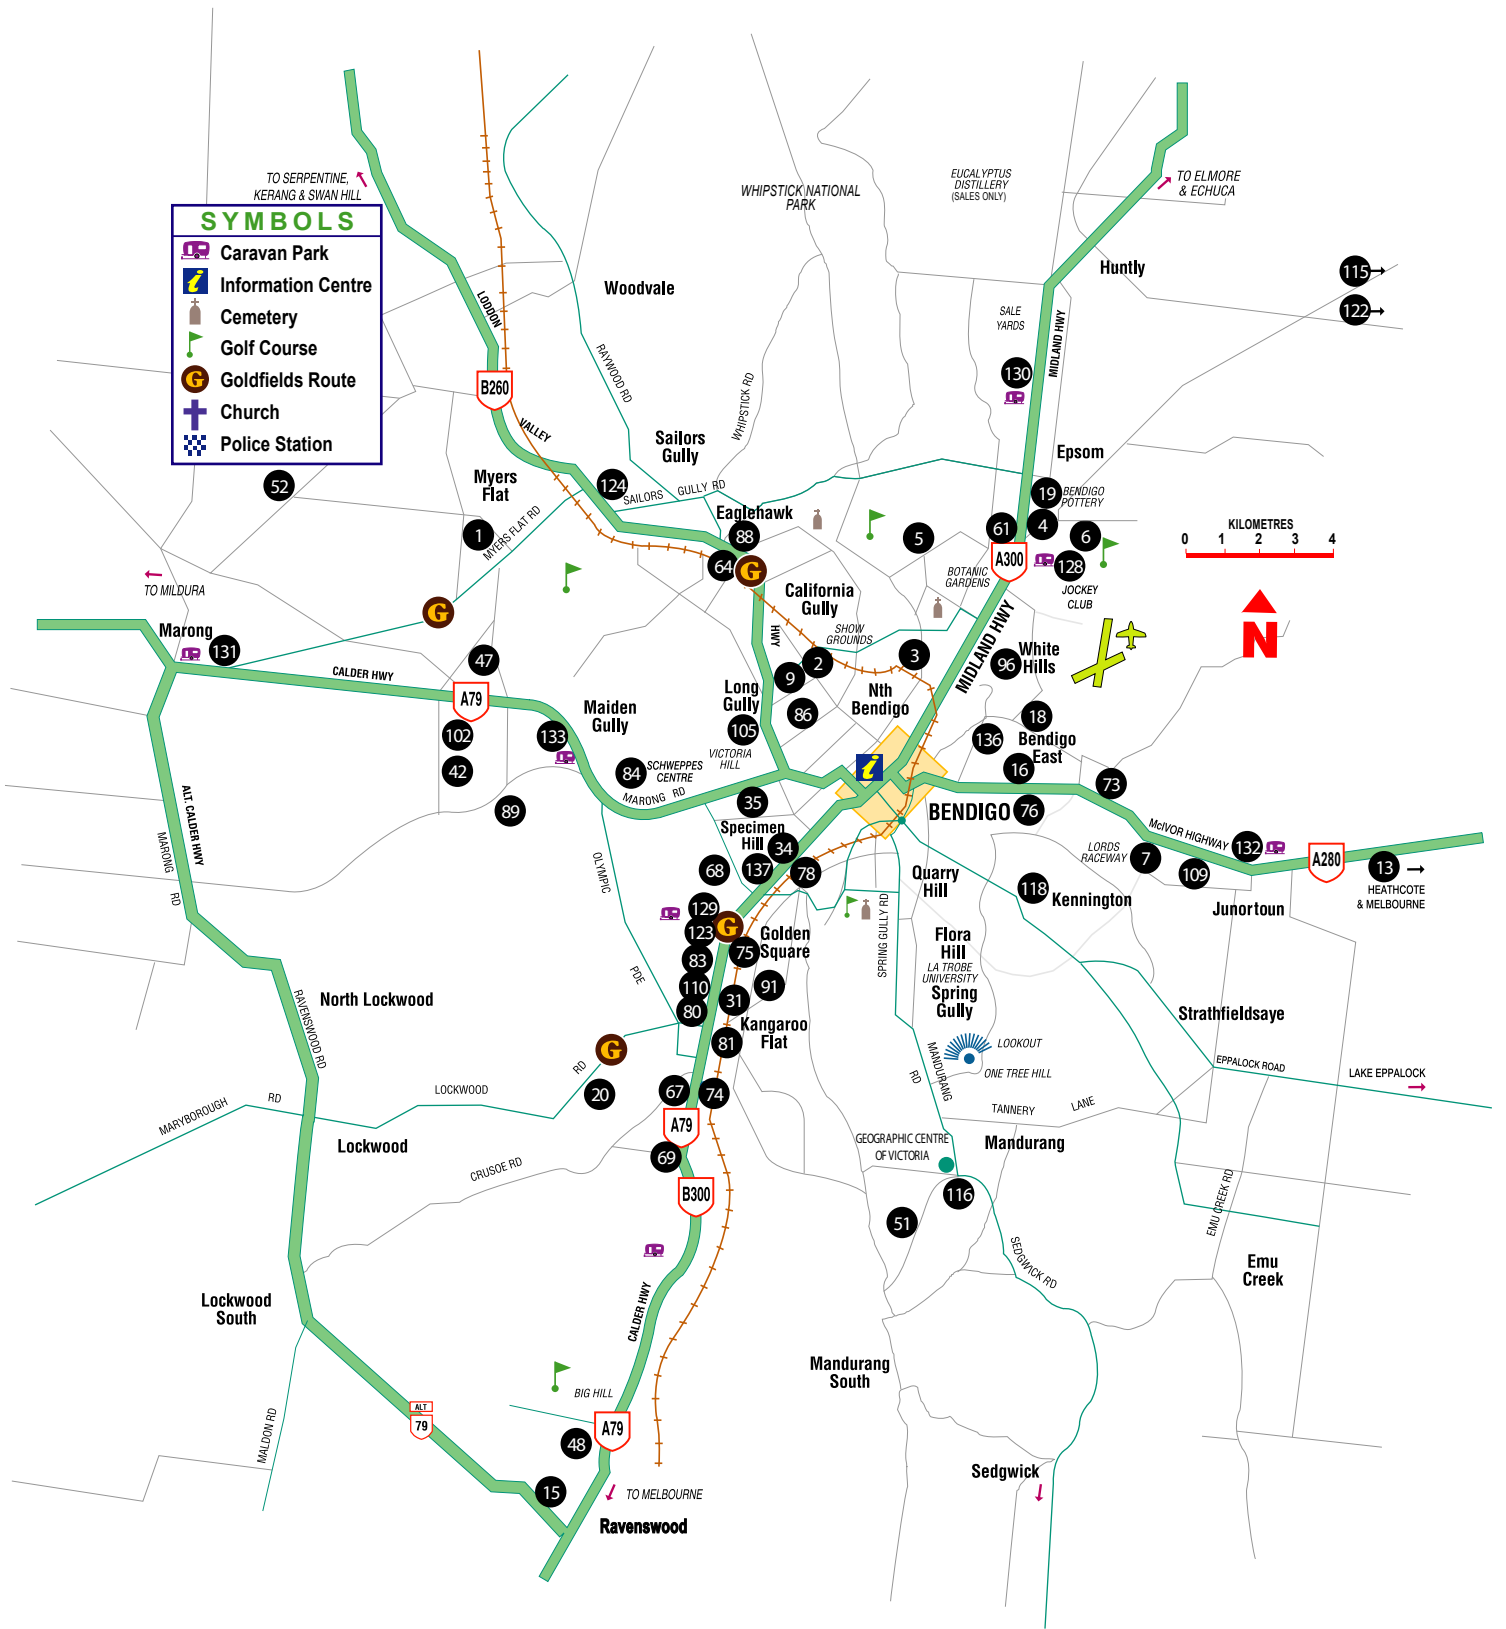 TO SERPENTINE,
KERANG & SWAN HILL
SYMBOLS
Caravan Park
Information Centre
Cemetery
Golf Course
Goldfields Route
Church
Police Station
WHIPSTICK NATIONAL
PARK
EUCALYPTUS
DISTILLERY
(SALES ONLY)
TO ELMORE
& ECHUCA
Huntly
115
122
Woodvale
LODDON
SALE
YARDS
MIDLAND HWY
RAYWOOD RD
WHIPSTICK RD
130
B260
VALLEY
Sailors
Gully
Epsom
Myers
Flat
52
124
SAILORS
GULLY RD
19
BENDIGO
POTTERY
1
MYERS FLAT RD
Eaglehawk
88
5
61
4
6
KILOMETRES
0 1 2 3 4
64
G
A300
128
BOTANIC
GARDENS
JOCKEY
CLUB
TO MILDURA
California
Gully
G
HWY
SHOW
GROUNDS
MIDLAND HWY
N
Marong
131
47
2
3
96
White
Hills
CALDER HWY
A79
9
Long
Gully
Nth
Bendigo
Maiden
Gully
86
18
102
133
105
136
Bendigo
East
VICTORIA
HILL
42
84
SCHWEPPES
CENTRE
i
16
73
MARONG RD
ALT. CALDER HWY
89
35
BENDIGO
76
MARONG
RD
Specimen
Hill
McIVOR HIGHWAY
34
LORDS
RACEWAY
7
132
A280
13
OLYMPIC
68
137
78
Quarry
Hill
109
HEATHCOTE
& MELBOURNE
118
Kennington
Junortoun
129
G
123
Golden
Square
SPRING GULLY RD
Flora
Hill
75
83
LA TROBE
UNIVERSITY
PDE
110
91
Spring
Gully
North Lockwood
RAVENSWOOD RD
31
80
Strathfieldsaye
Kangaroo
Flat
81
G
LOOKOUT
MANDURANG
RD
EPPALOCK ROAD
LAKE EPPALOCK
ONE TREE HILL
RD
20
67
74
LOCKWOOD
RD
MARYBOROUGH
TANNERY
LANE
A79
Lockwood
GEOGRAPHIC CENTRE
OF VICTORIA
Mandurang
CRUSOE RD
69
B300
116
EMU CREEK RD
51
SEDGWICK RD
Emu
Creek
Lockwood
South
CALDER HWY
Mandurang
South
BIG HILL
ALT
79
MALDON RD
A79
48
Sedgwick
15
TO MELBOURNE
Ravenswood